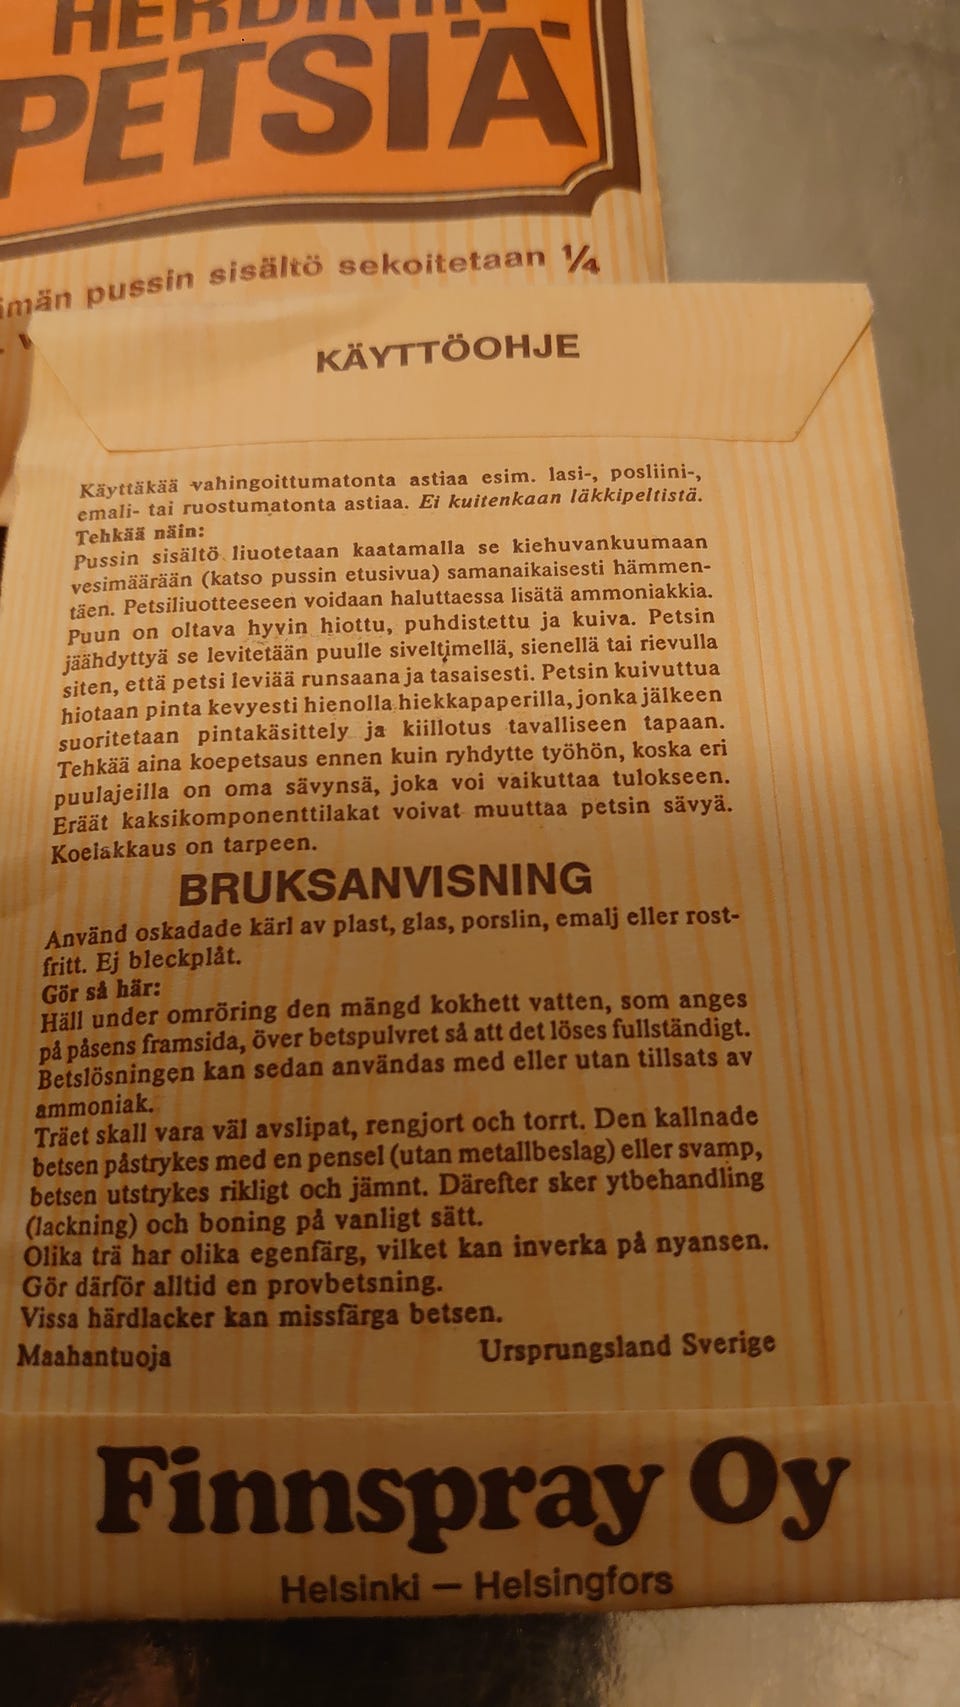 HERDININ
PETSIÄ
pussin sisältö sekoitetaan 1/4
KÄYTTÖOHJE
Käyttäkää vahingoittumatonta astiaa esim. lasi-, posliini-,
emali- tai ruostumatonta astiaa. Ei kuitenkaan läkkipeltistä.
Tehkää näin:
Pussin sisältö liuotetaan kaatamalla se kiehuvankuumaan
vesimäärään (katso pussin etusivua) samanaikaisesti hämmen-
täen. Petsiliuotteeseen voidaan haluttaessa lisätä ammoniakkia.
Puun on oltava hyvin hiottu, puhdistettu ja kuiva. Petsin
jäähdyttyä se levitetään puulle siveltimellä, sienellä tai rievulla
siten, että petsi leviää runsaana ja tasaisesti. Petsin kuivuttua
hiotaan pinta kevyesti hienolla hiekkapaperilla, jonka jälkeen
suoritetaan pintakäsittely ja kiillotus tavalliseen tapaan.
Tehkää aina koepetsaus ennen kuin ryhdytte työhön, koska eri
puulajeilla on oma sävynsä, joka voi vaikuttaa tulokseen.
Eräät kaksikomponenttilakat voivat muuttaa petsin sävyä.
Koelakkaus on tarpeen.
BRUKSANVISNING
Använd oskadade kärl av plast, glas, porslin, emalj eller rost-
fritt. Ej bleckplåt.
Gör så här:
Häll under omröring den mängd kokhett vatten, som anges
på påsens framsida, över betspulvret så att det löses fullständigt.
Betslösningen kan sedan användas med eller utan tillsats av
ammoniak.
Träet skall vara väl avslipat, rengjort och torrt. Den kallnade
betsen påstrykes med en pensel (utan metallbeslag) eller svamp,
betsen utstrykes rikligt och jämnt. Därefter sker ytbehandling
(lackning) och boning på vanligt sätt.
Olika trä har olika egenfärg, vilket kan inverka på nyansen.
Gör därför alltid en provbetsning.
Vissa härdlacker kan missfärga betsen.
Maahantuoja Ursprungsland Sverige
Finnspray Oy
Helsinki — Helsingfors